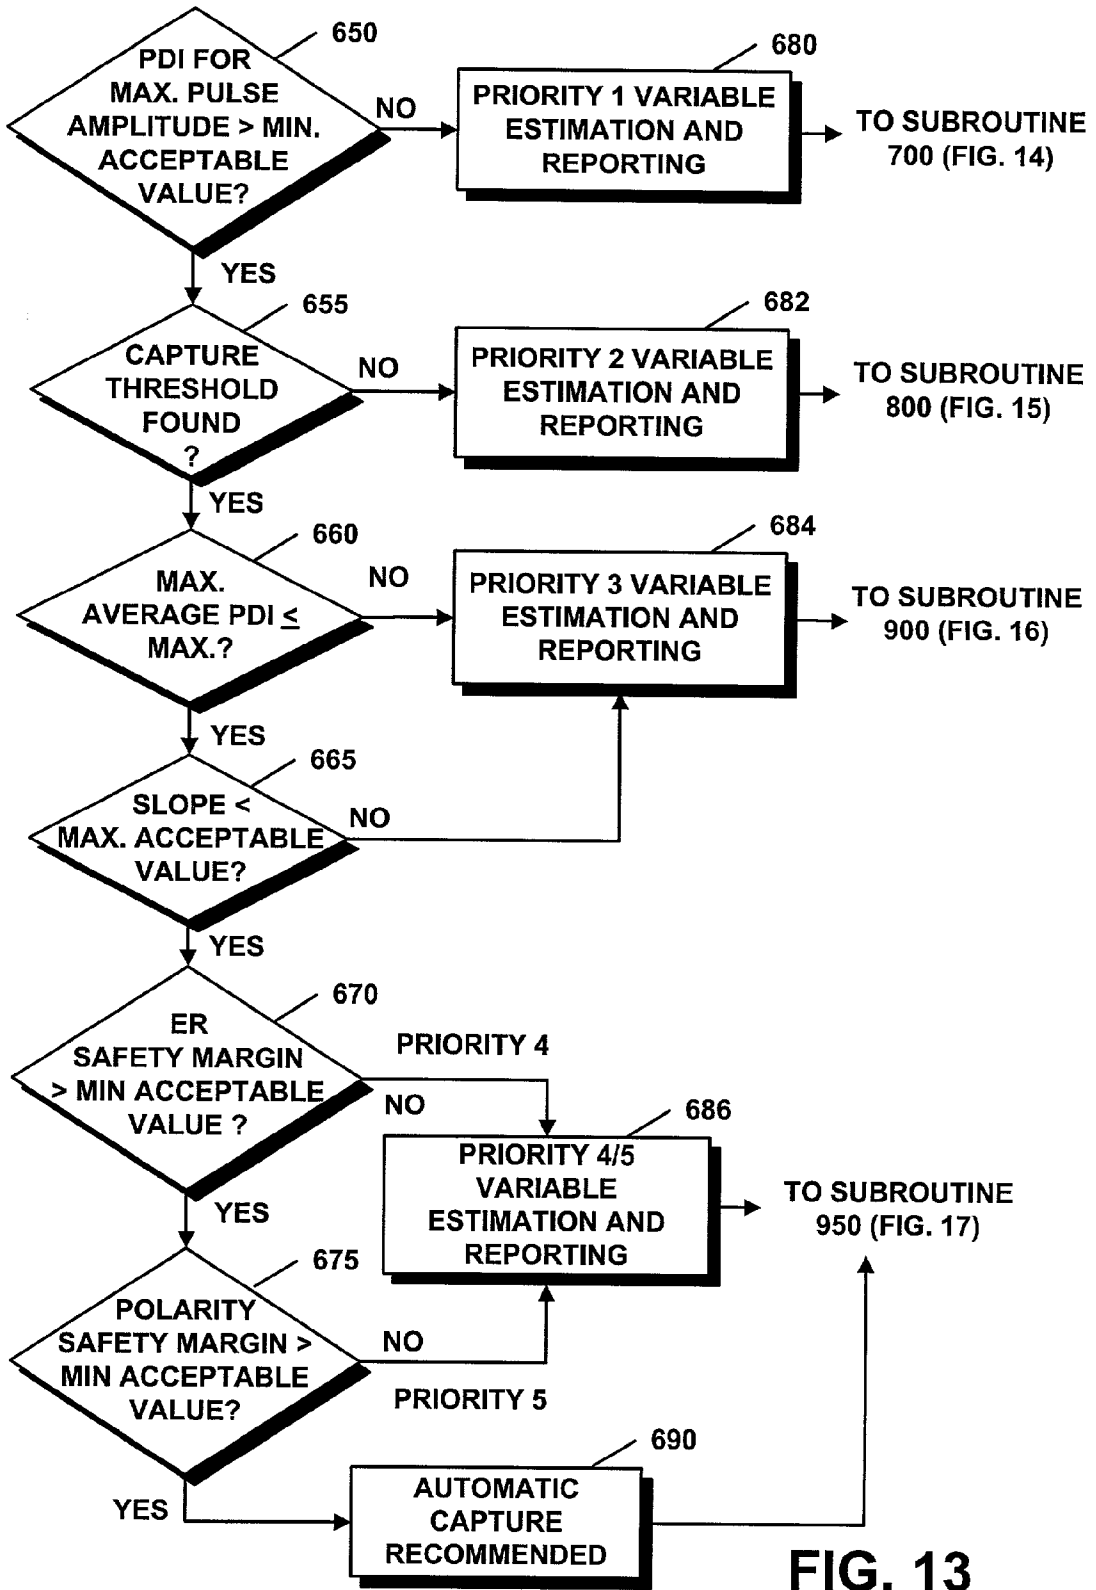 650
PDI FOR
MAX. PULSE
AMPLITUDE > MIN.
ACCEPTABLE
VALUE?
NO
680
PRIORITY 1 VARIABLE
ESTIMATION AND
REPORTING
TO SUBROUTINE
700 (FIG. 14)
YES
655
CAPTURE
THRESHOLD
FOUND
?
NO
682
PRIORITY 2 VARIABLE
ESTIMATION AND
REPORTING
TO SUBROUTINE
800 (FIG. 15)
YES
660
MAX.
AVERAGE PDI ≤
MAX.?
NO
684
PRIORITY 3 VARIABLE
ESTIMATION AND
REPORTING
TO SUBROUTINE
900 (FIG. 16)
YES
665
SLOPE <
MAX. ACCEPTABLE
VALUE?
NO
YES
670
ER
SAFETY MARGIN
> MIN ACCEPTABLE
VALUE ?
PRIORITY 4
NO
686
PRIORITY 4/5
VARIABLE
ESTIMATION AND
REPORTING
TO SUBROUTINE
950 (FIG. 17)
YES
675
POLARITY
SAFETY MARGIN >
MIN ACCEPTABLE
VALUE?
NO
PRIORITY 5
YES
690
AUTOMATIC
CAPTURE
RECOMMENDED
FIG. 13